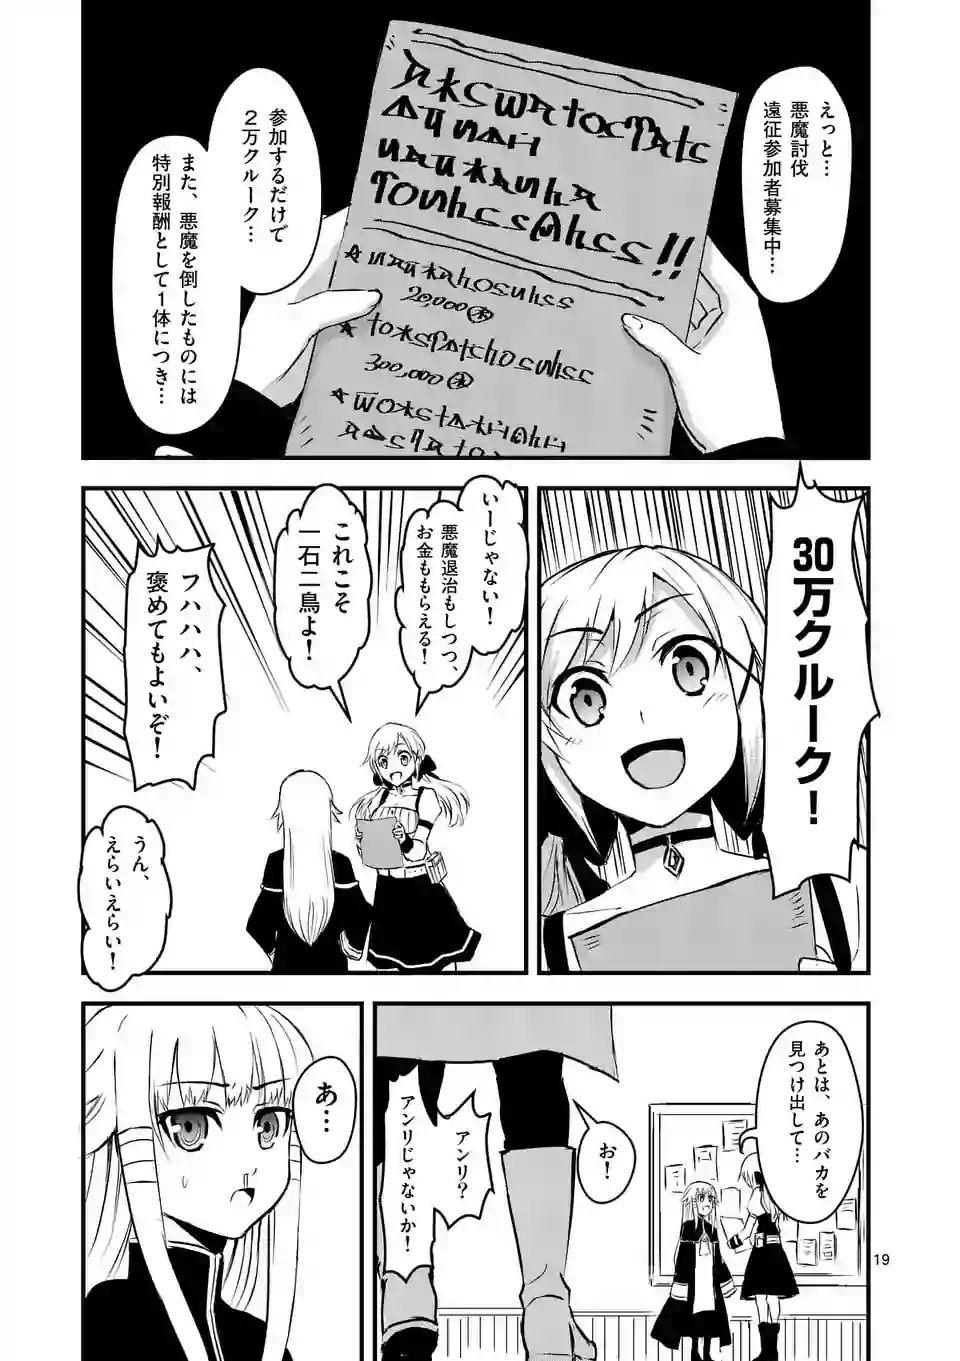 えっと…
悪魔討伐
遠征参加者募集中…
参加するだけで
2万クルーク…
また、悪魔を倒したものには
特別報酬として1体につき…
20,000
300,000
30万クルーク！
いーじゃない！
悪魔退治もしつつ、
お金ももらえる！
これこそ
一石二鳥よ！
フハハハ、
褒めてもよいぞ！
うん、
えらいえらい！
あとは、あのバカを
見つけ出して…
お！
アンリ？
アンリじゃないか！
あ…
19